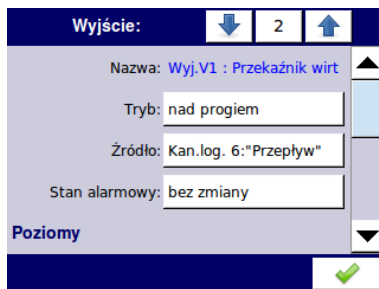 Wyjście: 2
Nazwa: Wyj.V1 : Przekaźnik wirt
Tryb: nad progiem
Źródło: Kan.log. 6:"Przepływ"
Stan alarmowy: bez zmiany
Poziomy